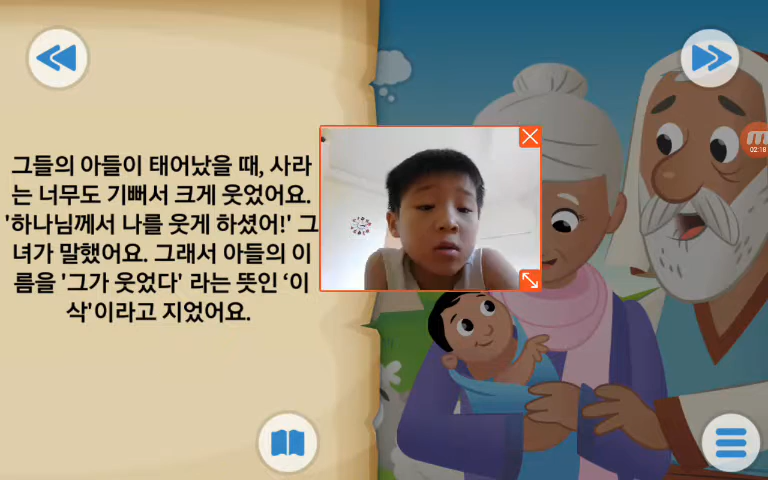 그들의 아들이 태어났을 때, 사라
는 너무도 기뻐서 크게 웃었어요.
'하나님께서 나를 웃게 하셨어!' 그
녀가 말했어요. 그래서 아들의 이
름을 '그가 웃었다' 라는 뜻인 ‘이
삭'이라고 지었어요.
02:18